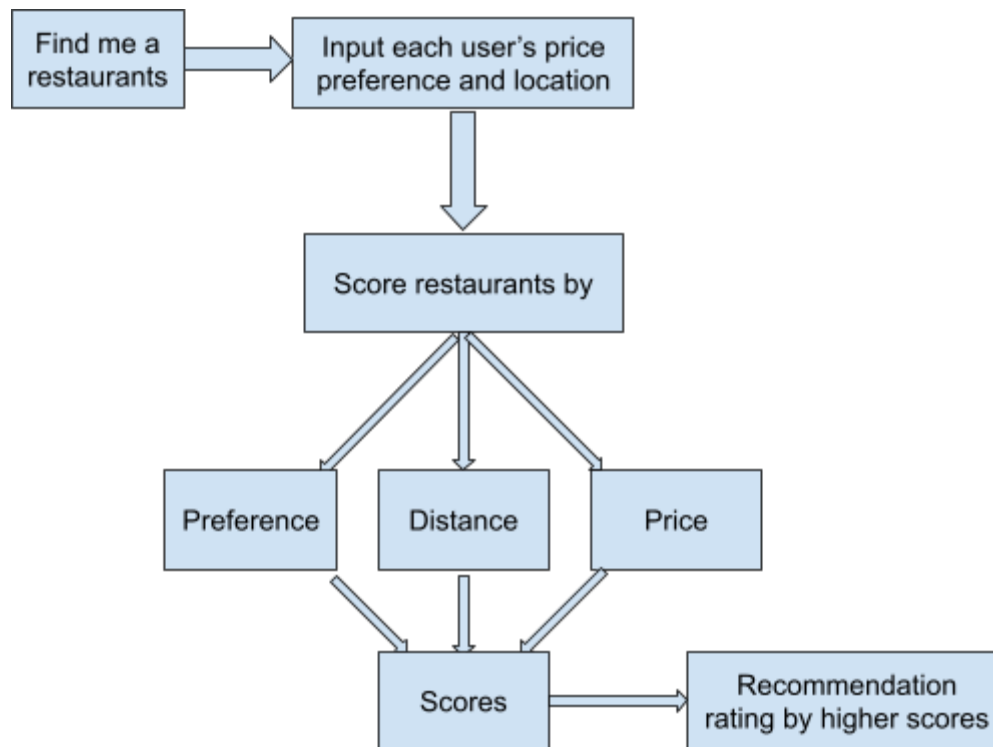 Find me a
restaurants
Input each user's price
preference and location
Score restaurants by
Preference
Distance
Price
Scores
Recommendation
rating by higher scores